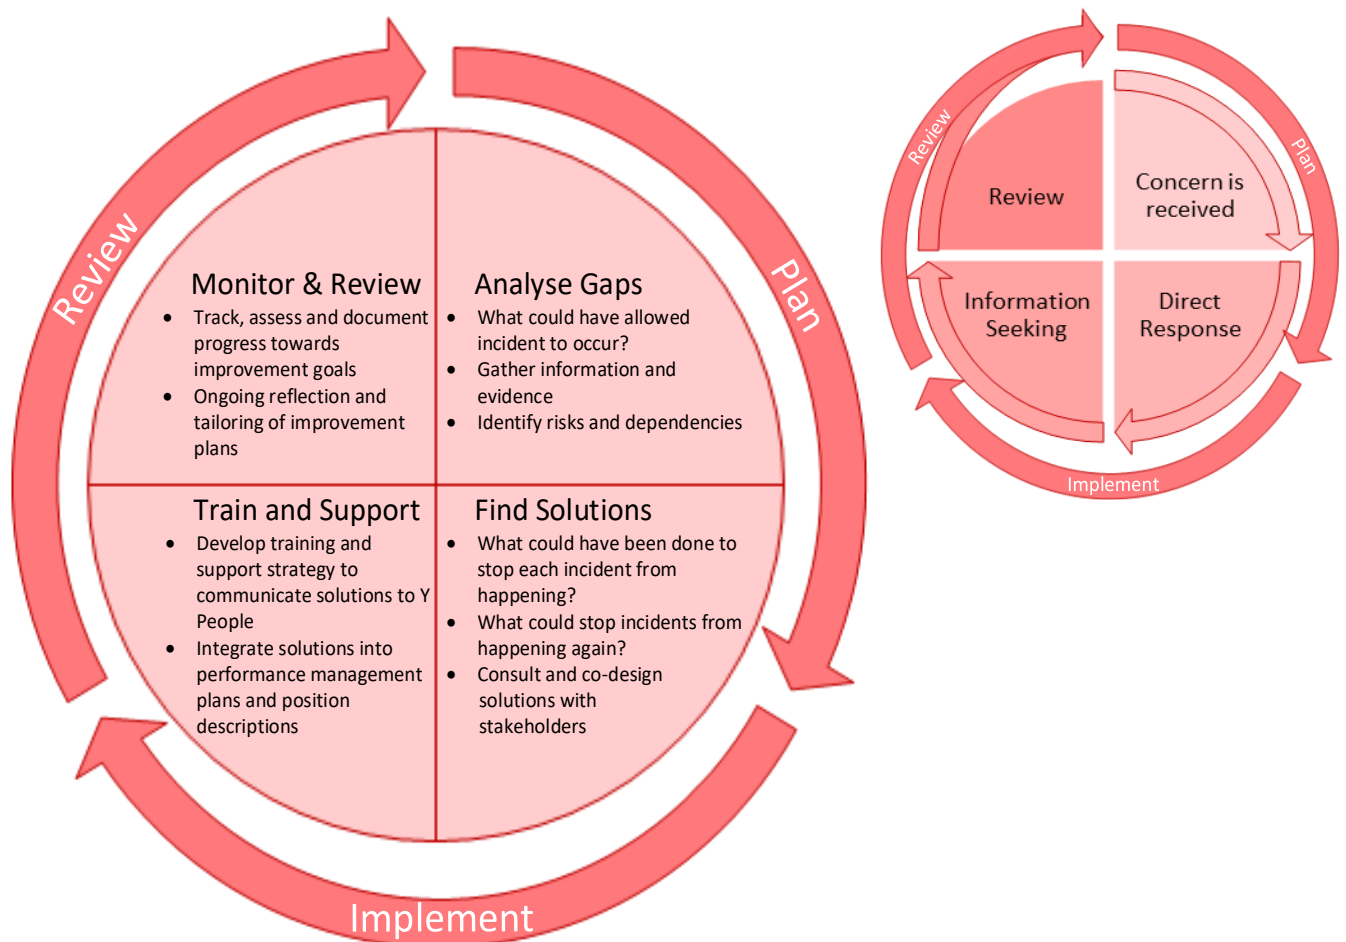 Review
Plan
Implement
Monitor & Review
• Track, assess and document
progress towards
improvement goals
• Ongoing reflection and
tailoring of improvement
plans
Analyse Gaps
• What could have allowed
incident to occur?
• Gather information and
evidence
• Identify risks and dependencies
Train and Support
• Develop training and
support strategy to
communicate solutions to Y
People
• Integrate solutions into
performance management
plans and position
descriptions
Find Solutions
• What could have been done to
stop each incident from
happening?
• What could stop incidents from
happening again?
• Consult and co-design
solutions with
stakeholders
Review
Plan
Implement
Review
Concern is
received
Information
Seeking
Direct
Response